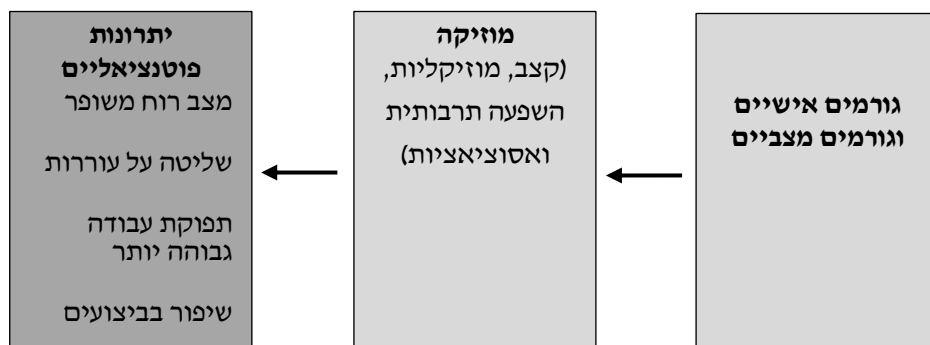 גורמים אישיים
וגורמים מצביים
מוזיקה
(קצב, מוזיקליות,
השפעה תרבותית
ואסוציאציות)
יתרונות
פוטנציאליים
מצב רוח משופר
שליטה על עוררות
תפוקת עבודה
גבוהה יותר
שיפור בביצועים